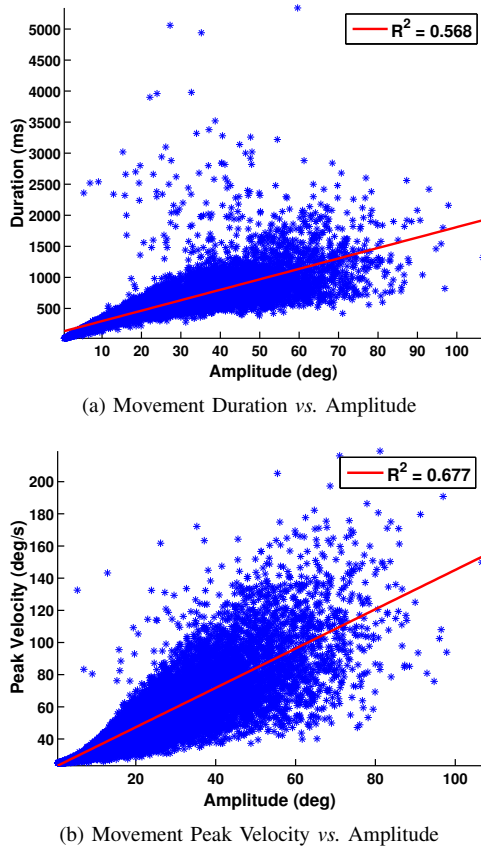 R² = 0.568
5000
4500
4000
3500
3000
2500
2000
1500
1000
500
Duration (ms)
10 20 30 40 50 60 70 80 90 100
Amplitude (deg)
(a) Movement Duration vs. Amplitude
R² = 0.677
200
180
160
140
120
100
80
60
40
Peak Velocity (deg/s)
20 40 60 80 100
Amplitude (deg)
(b) Movement Peak Velocity vs. Amplitude